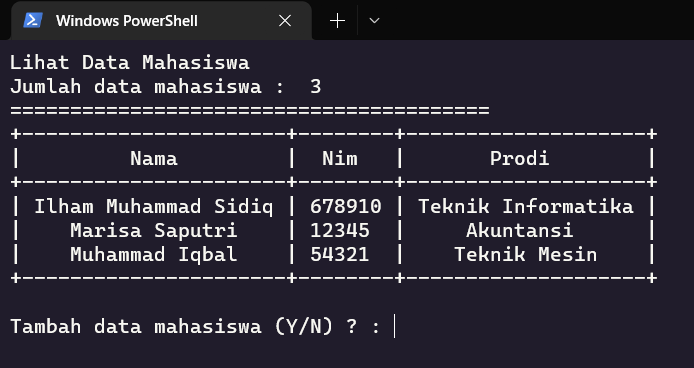 Windows PowerShell
Lihat Data Mahasiswa
Jumlah data mahasiswa :  3
========================================
+----------------------+--------+--------------------+
|         Nama         |  Nim   |       Prodi        |
+----------------------+--------+--------------------+
| Ilham Muhammad Sidiq | 678910 | Teknik Informatika |
|    Marisa Saputri    | 12345  |     Akuntansi      |
|    Muhammad Iqbal    | 54321  |    Teknik Mesin    |
+----------------------+--------+--------------------+
Tambah data mahasiswa (Y/N) ? :